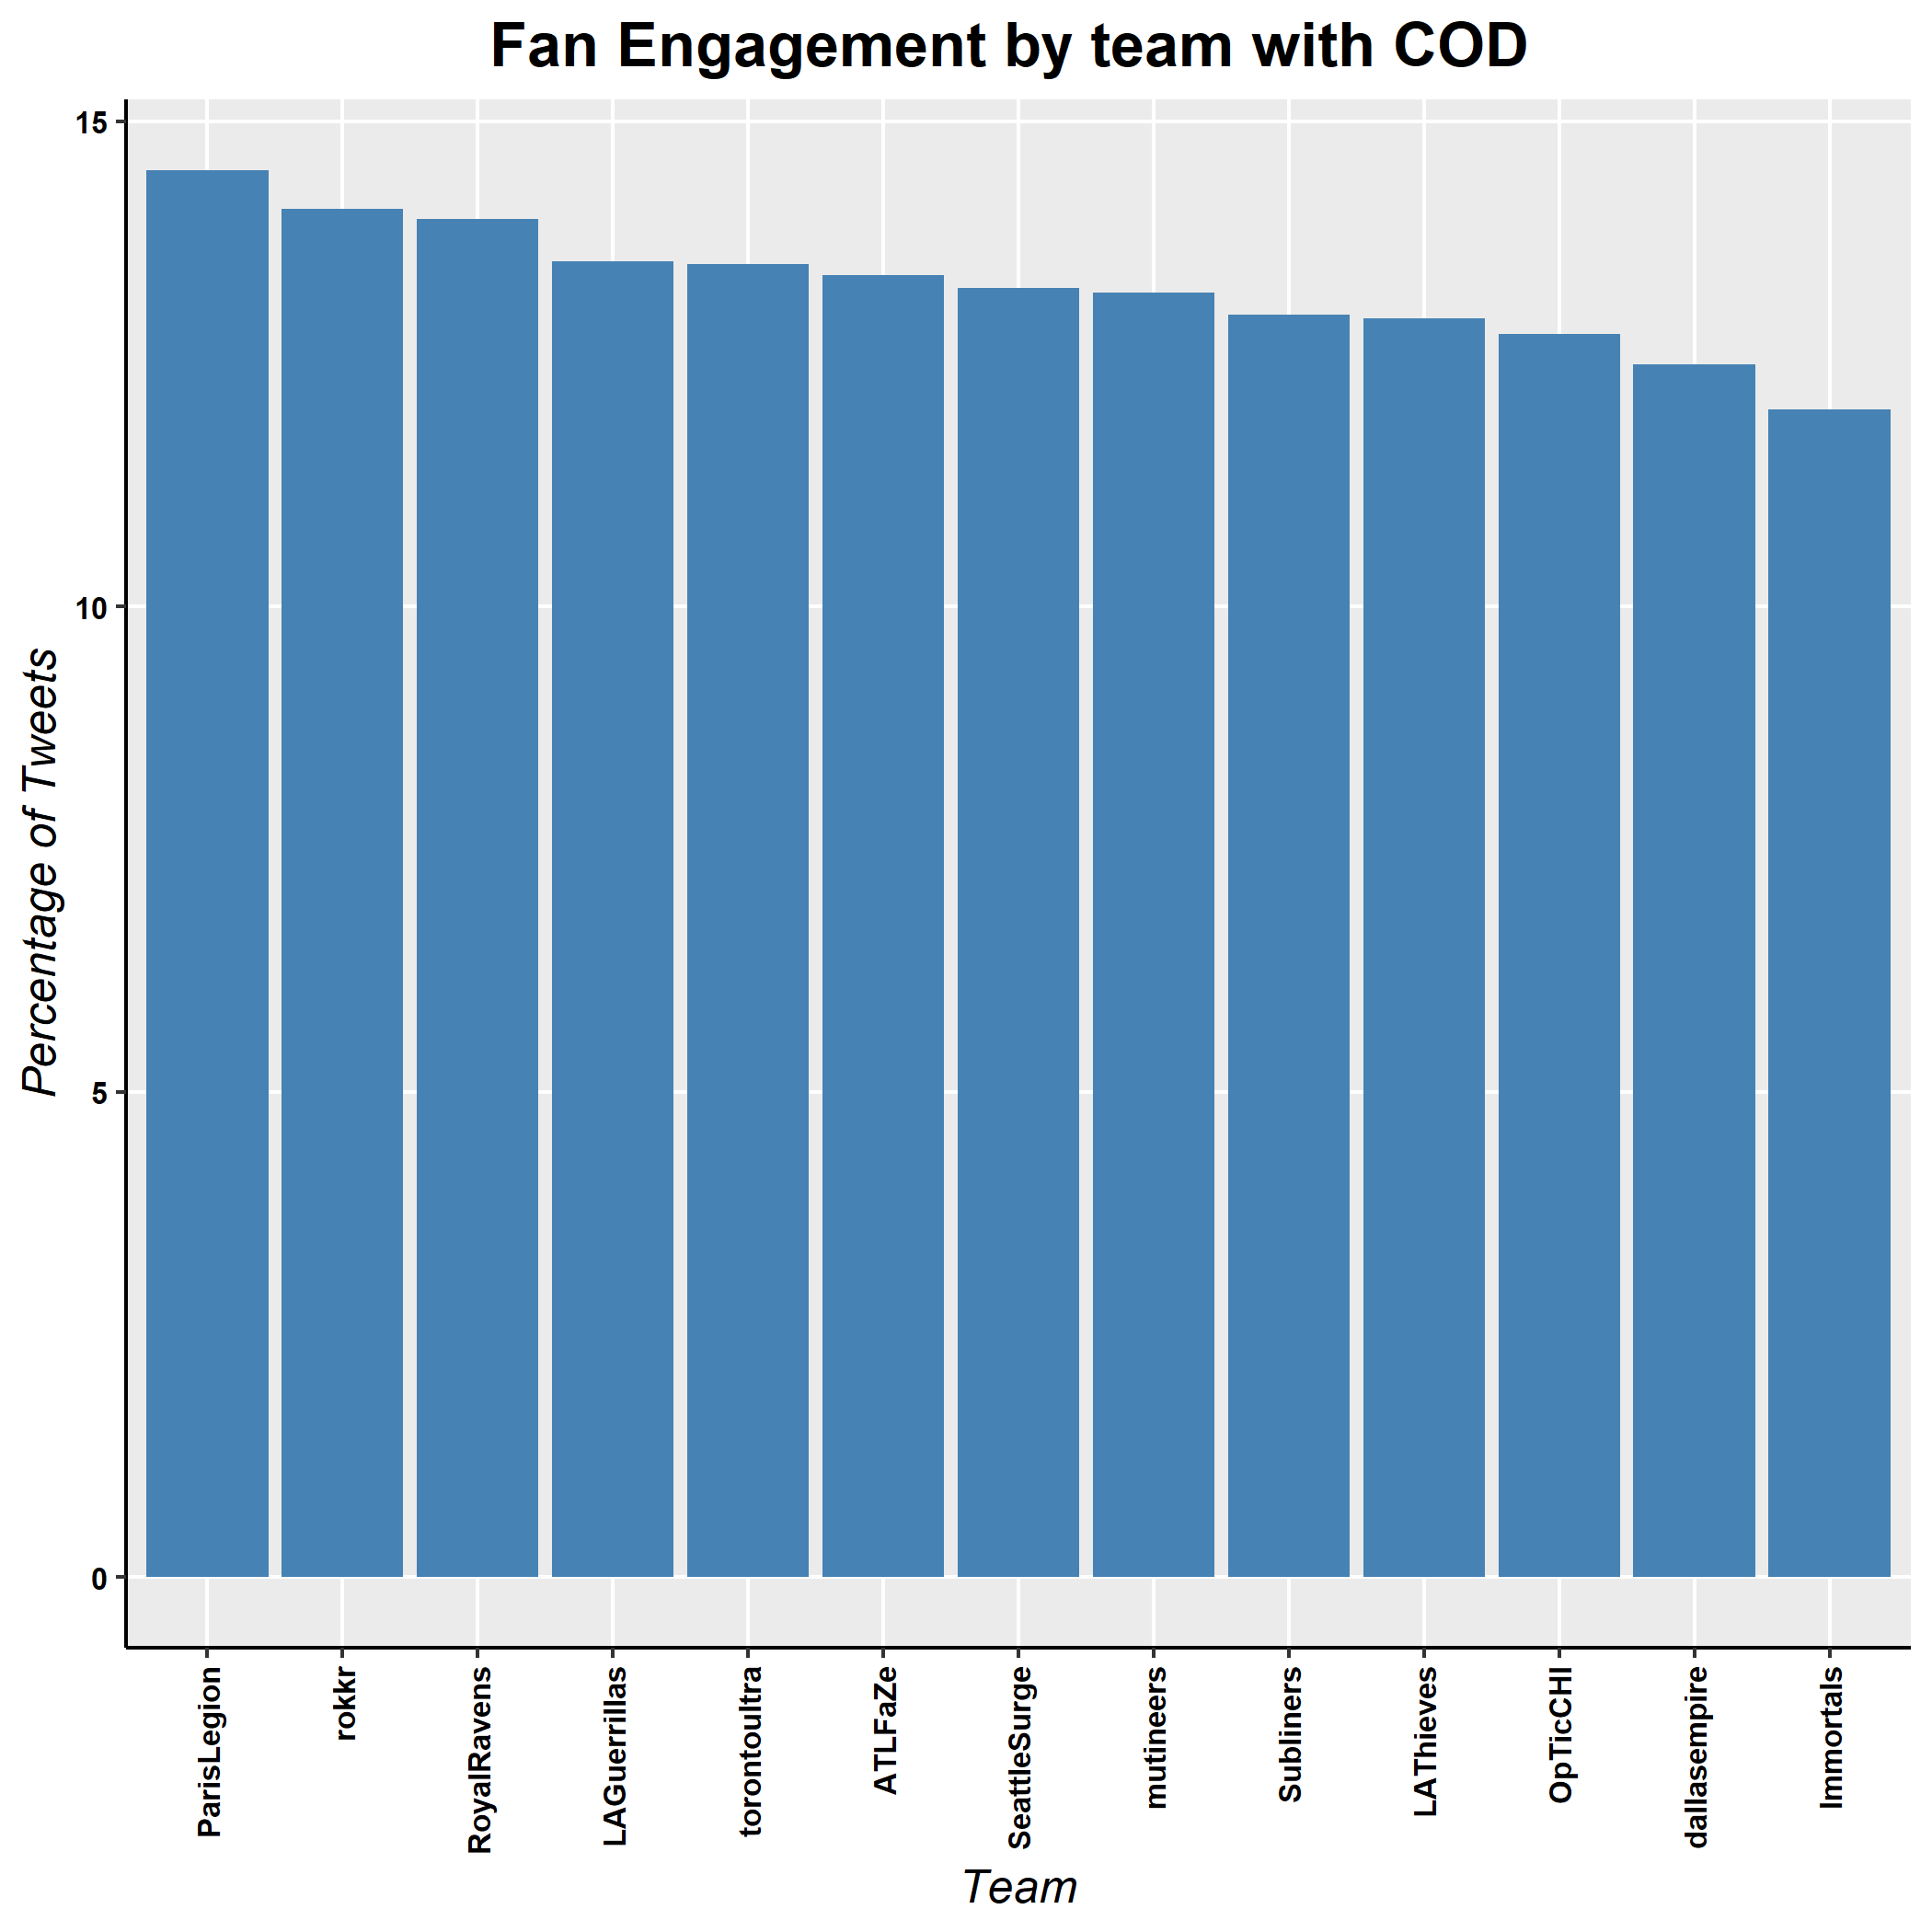 Fan Engagement by team with COD
15
10
5
0
Percentage of Tweets
ParisLegion
rokkr
RoyalRavens
LAGuerrillas
torontoultra
ATLFaZe
SeattleSurge
mutineers
Subliners
LAThieves
OpTicCHI
dallasempire
Immortals
Team